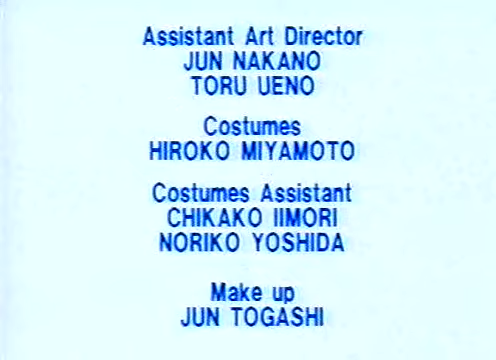 Assistant Art Director
JUN NAKANO
TORU UENO
Costumes
HIROKO MIYAMOTO
Costumes Assistant
CHIKAKO IIMORI
NORIKO YOSHIDA
Make up
JUN TOGASHI